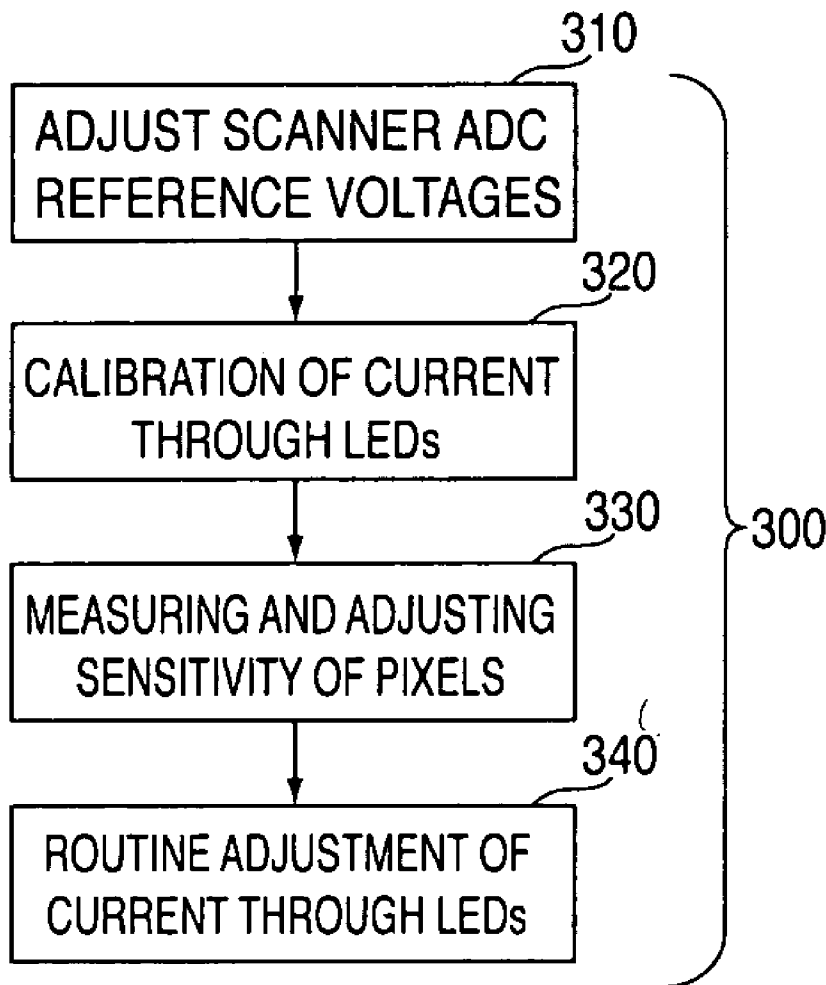 310
ADJUST SCANNER ADC
REFERENCE VOLTAGES
320
CALIBRATION OF CURRENT
THROUGH LEDs
330
MEASURING AND ADJUSTING
SENSITIVITY OF PIXELS
340
ROUTINE ADJUSTMENT OF
CURRENT THROUGH LEDs
300